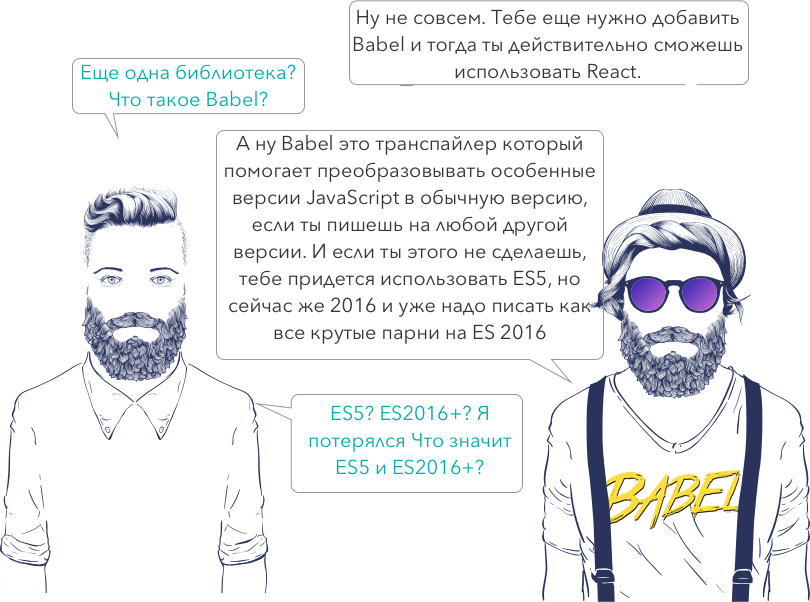 Ну не совсем. Тебе еще нужно добавить
Babel и тогда ты действительно сможешь
использовать React.
Еще одна библиотека?
Что такое Babel?
А ну Babel это транспайлер который
помогает преобразовывать особенные
версии JavaScript в обычную версию,
если ты пишешь на любой другой
версии. И если ты этого не сделаешь,
тебе придется использовать ES5, но
сейчас же 2016 и уже надо писать как
все крутые парни на ES 2016
ES5? ES2016+? Я
потерялся Что значит
ES5 и ES2016+?
BABEL